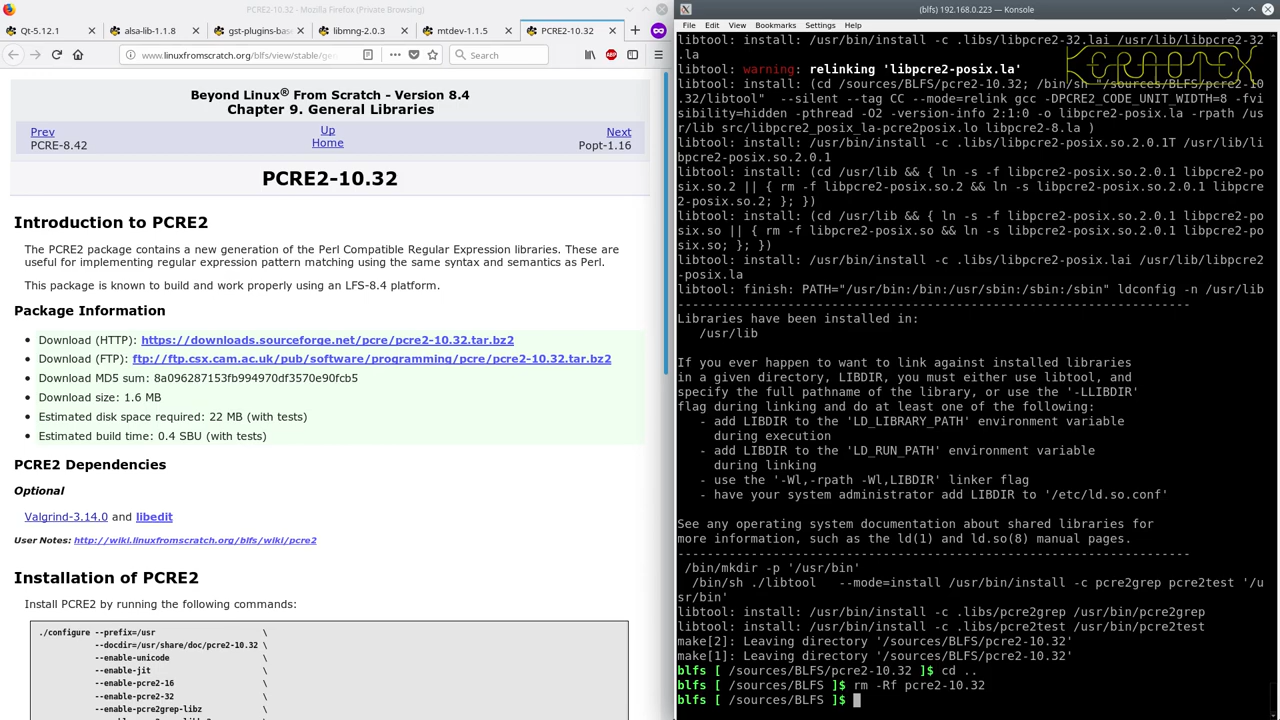 PCRE2-10.32 - Mozilla Firefox (Private Browsing)
Qt-5.12.1
alsa-lib-1.1.8
gst-plugins-bas
libmng-2.0.3
mtdev-1.1.5
PCRE2-10.32
www.linuxfromscratch.org/blfs/view/stable/ge
Search
Beyond Linux® From Scratch - Version 8.4
Chapter 9. General Libraries
Prev
Up
Next
PCRE-8.42
Home
Popt-1.16
PCRE2-10.32
Introduction to PCRE2
The PCRE2 package contains a new generation of the Perl Compatible Regular Expression libraries. These are
useful for implementing regular expression pattern matching using the same syntax and semantics as Perl.
This package is known to build and work properly using an LFS-8.4 platform.
Package Information
Download (HTTP): https://downloads.sourceforge.net/pcre/pcre2-10.32.tar.bz2
Download (FTP): ftp://ftp.csx.cam.ac.uk/pub/software/programming/pcre/pcre2-10.32.tar.bz2
Download MD5 sum: 8a096287153fb994970df3570e90fcb5
Download size: 1.6 MB
Estimated disk space required: 22 MB (with tests)
Estimated build time: 0.4 SBU (with tests)
PCRE2 Dependencies
Optional
Valgrind-3.14.0 and libedit
User Notes: http://wiki.linuxfromscratch.org/blfs/wiki/pcre2
Installation of PCRE2
Install PCRE2 by running the following commands:
./configure --prefix=/usr \
--docdir=/usr/share/doc/pcre2-10.32 \
--enable-unicode \
--enable-jit \
--enable-pcre2-16 \
--enable-pcre2-32 \
--enable-pcre2grep-libz \
(blfs) 192.168.0.223 — Konsole
File Edit View Bookmarks Settings Help
libtool: install: /usr/bin/install -c .libs/libpcre2-32.lai /usr/lib/libpcre2-32
.la
libtool: warning: relinking 'libpcre2-posix.la'
libtool: install: (cd /sources/BLFS/pcre2-10.32; /bin/sh "/sources/BLFS/pcre2-10
.32/libtool" --silent --tag CC --mode=relink gcc -DPCRE2_CODE_UNIT_WIDTH=8 -fvi
sibility=hidden -pthread -O2 -version-info 2:1:0 -o libpcre2-posix.la -rpath /us
r/lib src/libpcre2_posix_la-pcre2posix.lo libpcre2-8.la )
libtool: install: /usr/bin/install -c .libs/libpcre2-posix.so.2.0.1T /usr/lib/li
bpcre2-posix.so.2.0.1
libtool: install: (cd /usr/lib && { ln -s -f libpcre2-posix.so.2.0.1 libpcre2-po
six.so.2 || { rm -f libpcre2-posix.so.2 && ln -s libpcre2-posix.so.2.0.1 libpcre
2-posix.so.2; }; })
libtool: install: (cd /usr/lib && { ln -s -f libpcre2-posix.so.2.0.1 libpcre2-po
six.so || { rm -f libpcre2-posix.so && ln -s libpcre2-posix.so.2.0.1 libpcre2-po
six.so; }; })
libtool: install: /usr/bin/install -c .libs/libpcre2-posix.lai /usr/lib/libpcre2
-posix.la
libtool: finish: PATH="/usr/bin:/bin:/usr/sbin:/sbin:/sbin" ldconfig -n /usr/lib
----------------------------------------------------------------------
Libraries have been installed in:
/usr/lib
If you ever happen to want to link against installed libraries
in a given directory, LIBDIR, you must either use libtool, and
specify the full pathname of the library, or use the '-LLIBDIR'
flag during linking and do at least one of the following:
- add LIBDIR to the 'LD_LIBRARY_PATH' environment variable
during execution
- add LIBDIR to the 'LD_RUN_PATH' environment variable
during linking
- use the '-Wl,-rpath -Wl,LIBDIR' linker flag
- have your system administrator add LIBDIR to '/etc/ld.so.conf'
See any operating system documentation about shared libraries for
more information, such as the ld(1) and ld.so(8) manual pages.
----------------------------------------------------------------------
/bin/mkdir -p '/usr/bin'
/bin/sh ./libtool --mode=install /usr/bin/install -c pcre2grep pcre2test '/u
sr/bin'
libtool: install: /usr/bin/install -c .libs/pcre2grep /usr/bin/pcre2grep
libtool: install: /usr/bin/install -c .libs/pcre2test /usr/bin/pcre2test
make[2]: Leaving directory '/sources/BLFS/pcre2-10.32'
make[1]: Leaving directory '/sources/BLFS/pcre2-10.32'
blfs [ /sources/BLFS/pcre2-10.32 ]$ cd ..
blfs [ /sources/BLFS ]$ rm -Rf pcre2-10.32
blfs [ /sources/BLFS ]$